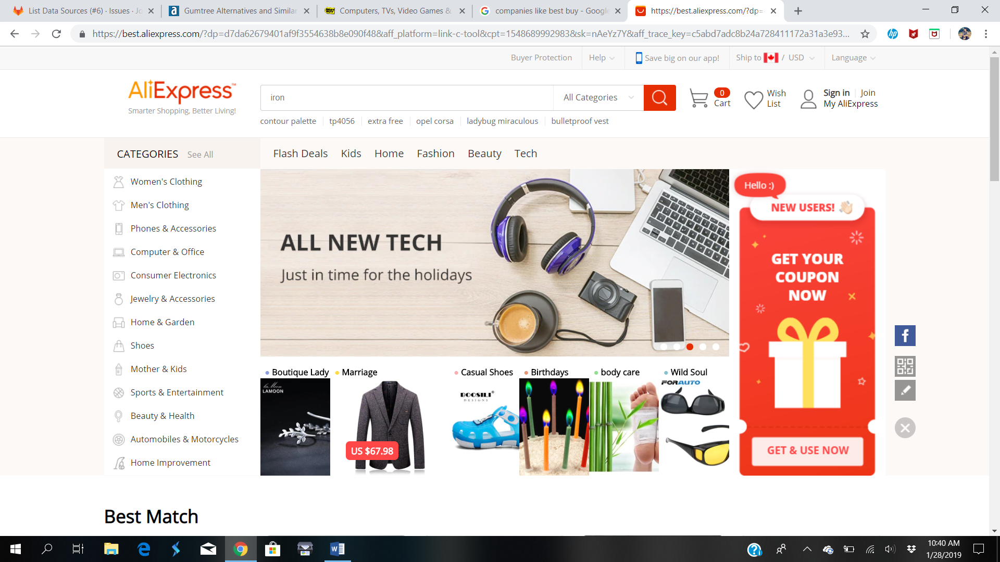 List Data Sources (#6) · Issues · Jo
Gumtree Alternatives and Similar
Computers, TVs, Video Games &
companies like best buy - Google
https://best.aliexpress.com/?dp=
https://best.aliexpress.com/?dp=d7da62679401af9f3554638b8e090f48&aff_platform=link-c-tool&cpt=1548689992983&sk=nAeYz7Y&aff_trace_key=c5abd7adc8b24a728411172a31a3e93...
Buyer Protection
Help
Save big on our app!
Ship to / USD
Language
AliExpress™
Smarter Shopping, Better Living!
iron
All Categories
0
Cart
Wish
List
Sign in
Join
My AliExpress
contour palette
tp4056
extra free
opel corsa
ladybug miraculous
bulletproof vest
CATEGORIES See All
Flash Deals
Kids
Home
Fashion
Beauty
Tech
Women's Clothing
Men's Clothing
Phones & Accessories
Computer & Office
Consumer Electronics
Jewelry & Accessories
Home & Garden
Shoes
Mother & Kids
Sports & Entertainment
Beauty & Health
Automobiles & Motorcycles
Home Improvement
ALL NEW TECH
Just in time for the holidays
Hello :)
NEW USERS!
GET YOUR
COUPON
NOW
GET & USE NOW
Boutique Lady
Marriage
Casual Shoes
Birthdays
body care
Wild Soul
LAMOON
US $67.98
BOOSILI®
DESIGNS
FORAUTO
Best Match
10:40 AM
1/28/2019